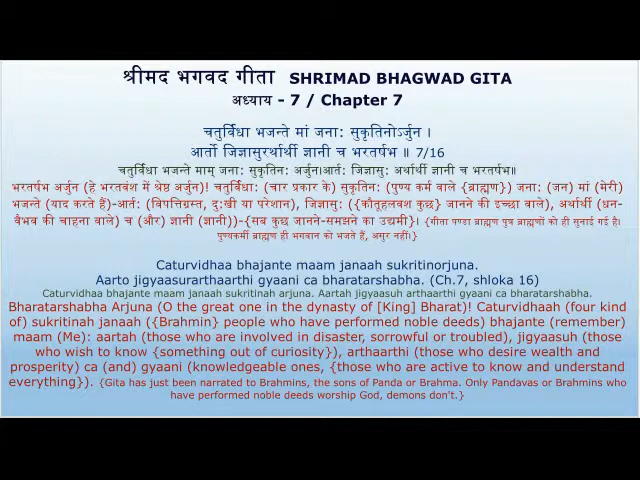 श्रीमद भगवद गीता SHRIMAD BHAGWAD GITA
अध्याय - 7 / Chapter 7
चतुर्विधा भजन्ते मां जना: सुकृतिनोऽर्जुन ।
आर्तो जिज्ञासुरर्थार्थी ज्ञानी च भरतर्षभ ॥ 7/16
चतुर्विधा भजन्ते माम् जना: सुकृतिन: अर्जुन।आर्त: जिज्ञासु: अर्थार्थी ज्ञानी च भरतर्षभ॥
भरतर्षभ अर्जुन (हे भरतवंश में श्रेष्ठ अर्जुन)! चतुर्विधा: (चार प्रकार के) सुकृतिन: (पुण्य कर्म वाले {ब्राह्मण}) जना: (जन) मां (मेरी)
भजन्ते (याद करते हैं)-आर्त: (विपत्तिग्रस्त, दु:खी या परेशान), जिज्ञासु: ({कौतूहलवश कुछ} जानने की इच्छा वाले), अर्थार्थी (धन-
वैभव की चाहना वाले) च (और) ज्ञानी (ज्ञानी))-{सब कुछ जानने-समझने का उद्यमी}। {गीता पण्डा ब्राह्मण पुत्र ब्राह्मणों को ही सुनाई गई है।
पुण्यकर्मी ब्राह्मण ही भगवान को भजते हैं, असुर नहीं।}
Caturvidhaa bhajante maam janaah sukritinorjuna.
Aarto jigyaasurarthaarthi gyaani ca bharatarshabha. (Ch.7, shloka 16)
Caturvidhaa bhajante maam janaah sukritinah arjuna. Aartah jigyaasuh arthaarthi gyaani ca bharatarshabha.
Bharatarshabha Arjuna (O the great one in the dynasty of [King] Bharat)! Caturvidhaah (four kind
of) sukritinah janaah ({Brahmin} people who have performed noble deeds) bhajante (remember)
maam (Me): aartah (those who are involved in disaster, sorrowful or troubled), jigyaasuh (those
who wish to know {something out of curiosity}), arthaarthi (those who desire wealth and
prosperity) ca (and) gyaani (knowledgeable ones, {those who are active to know and understand
everything}). {Gita has just been narrated to Brahmins, the sons of Panda or Brahma. Only Pandavas or Brahmins who
have performed noble deeds worship God, demons don't.}